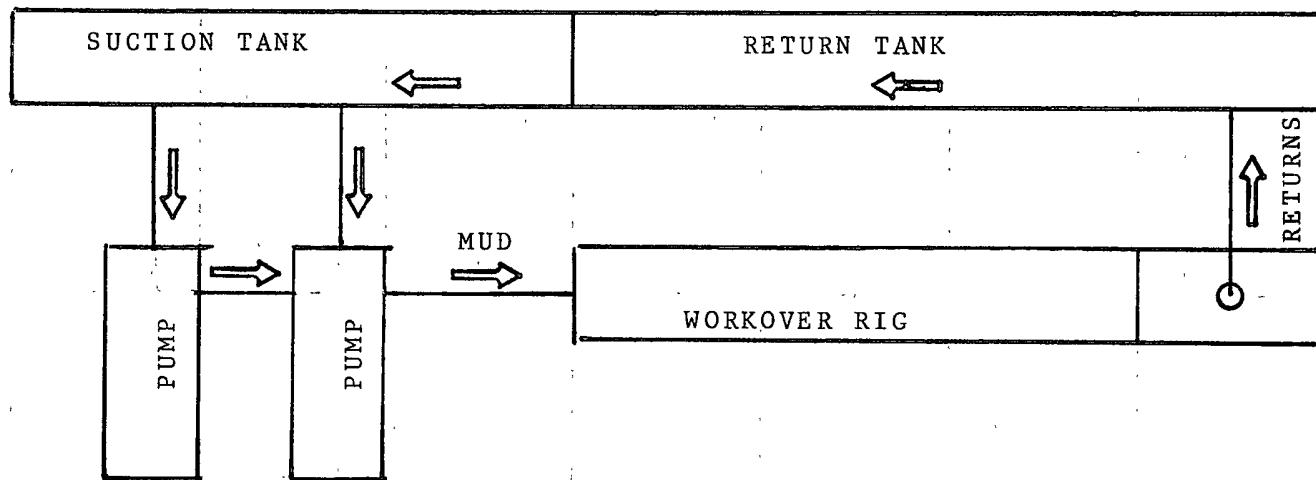 SUCTION TANK
RETURN TANK
RETURNS
MUD
PUMP
PUMP
WORKOVER RIG